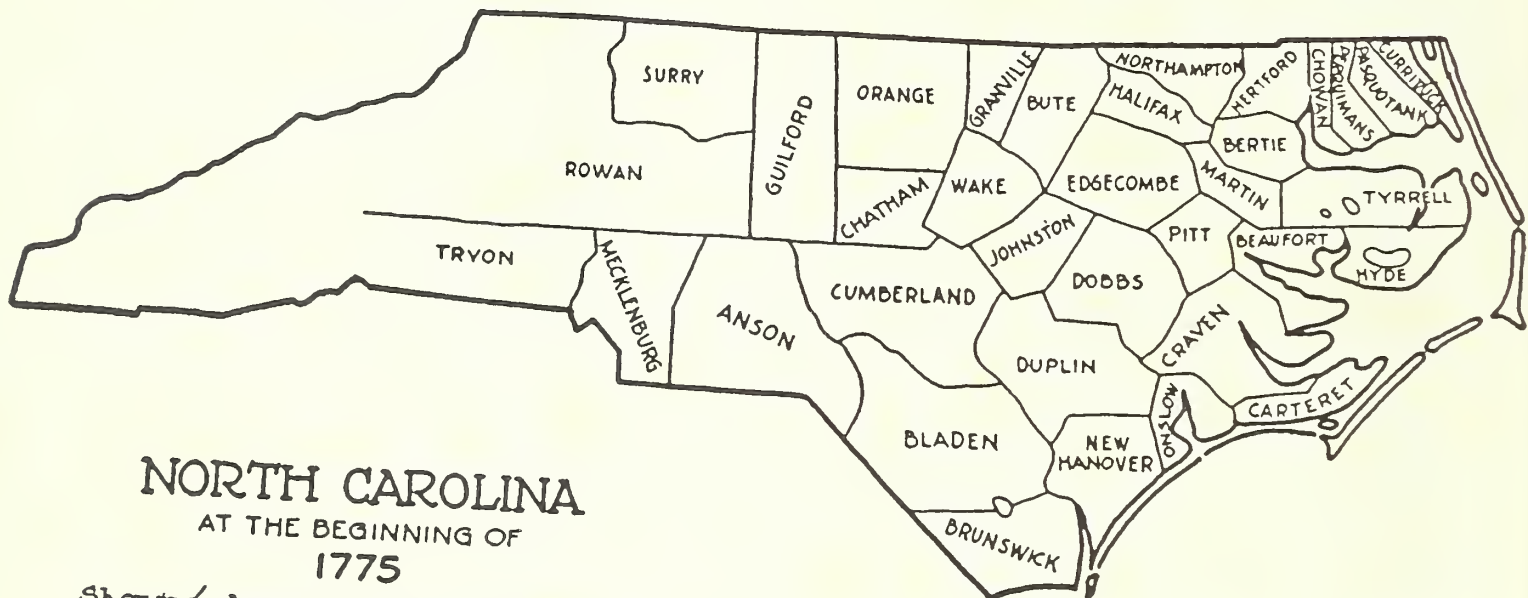 SURRY
GUILFORD
ORANGE
GRANVILLE
BUTE
NORTHAMPTON
HALIFAX
HERTFORD
CHOWAN
PERQUIMANS
PASQUOTANK
CURRITUCK
BERTIE
ROWAN
CHATHAM
WAKE
EDGECOMBE
MARTIN
TYRRELL
TRYON
MECKLENBURG
ANSON
CUMBERLAND
JOHNSTON
DOBBS
PITT
BEAUFORT
HYDE
CRAVEN
DUPLIN
BLADEN
NEW
HANOVER
ONSLOW
CARTERET
BRUNSWICK
NORTH CAROLINA
AT THE BEGINNING OF
1775